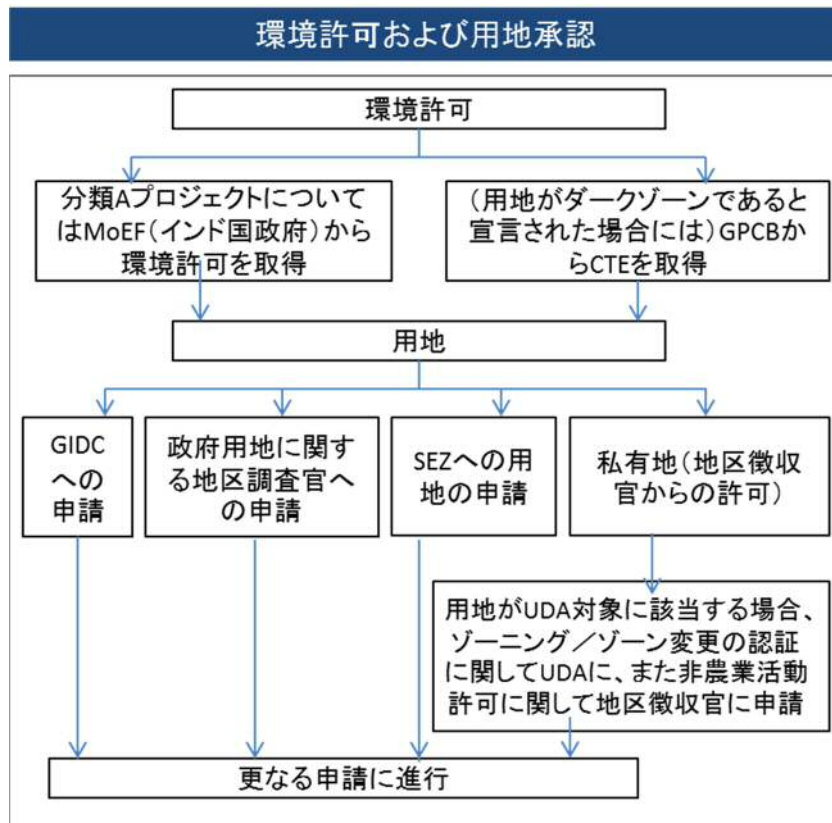 環境許可および用地承認
環境許可
分類Aプロジェクトについて
はMoEF(インド国政府)から
環境許可を取得
(用地がダークゾーンであると
宣言された場合には)GPCBか
らCTEを取得
用地
GIDC
への
申請
政府用地に関す
る地区調査官へ
の申請
SEZへの用
地の申請
私有地(地区徴収
官からの許可)
用地がUDA対象に該当する場合、
ゾーニング/ゾーン変更の認証
に関してUDAに、また非農業活動
許可に関して地区徴収官に申請
更なる申請に進行